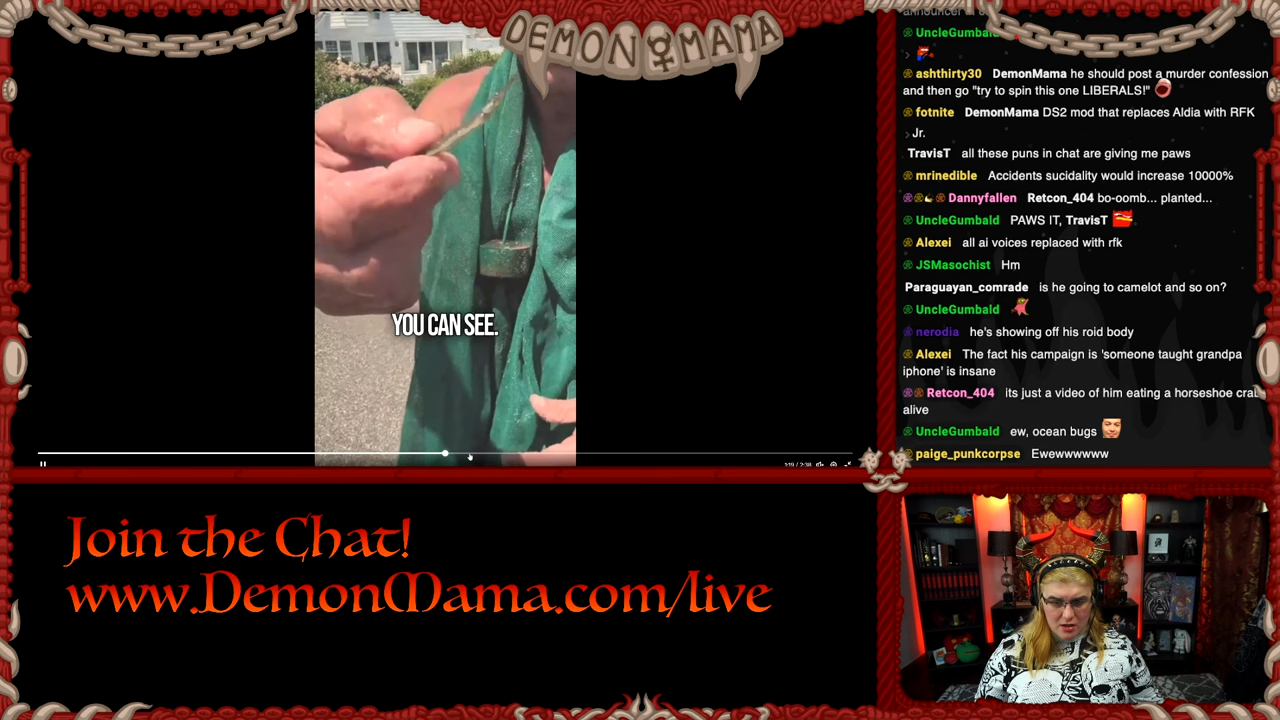 DEMON MAMA
YOU CAN SEE.
1:19 / 2:38
Join the Chat!
www.DemonMama.com/live
UncleGumbald
ashthirty30 DemonMama he should post a murder confession
and then go "try to spin this one LIBERALS!"
fotnite DemonMama DS2 mod that replaces Aldia with RFK
Jr.
TravisT all these puns in chat are giving me paws
mrinedible Accidents sucidality would increase 10000%
Dannyfallen Retcon_404 bo-oomb... planted...
UncleGumbald PAWS IT, TravisT
Alexei all ai voices replaced with rfk
JSMasochist Hm
Paraguayan_comrade is he going to camelot and so on?
UncleGumbald
nerodia he's showing off his roid body
Alexei The fact his campaign is 'someone taught grandpa
iphone' is insane
Retcon_404 its just a video of him eating a horseshoe crab
alive
UncleGumbald ew, ocean bugs
paige_punkcorpse Ewewwwwww